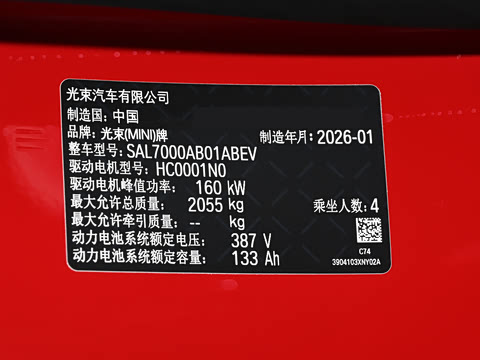 光束汽车有限公司
制造国：中国
品牌：光束(MINI)牌 制造年月：2026-01
整车型号：SAL7000AB01ABEV
驱动电机型号：HC0001N0
驱动电机峰值功率：160 kW
最大允许总质量：2055 kg 乘坐人数：4
最大允许牵引质量：-- kg
动力电池系统额定电压：387 V
动力电池系统额定容量：133 Ah
C74
3904103XNY02A